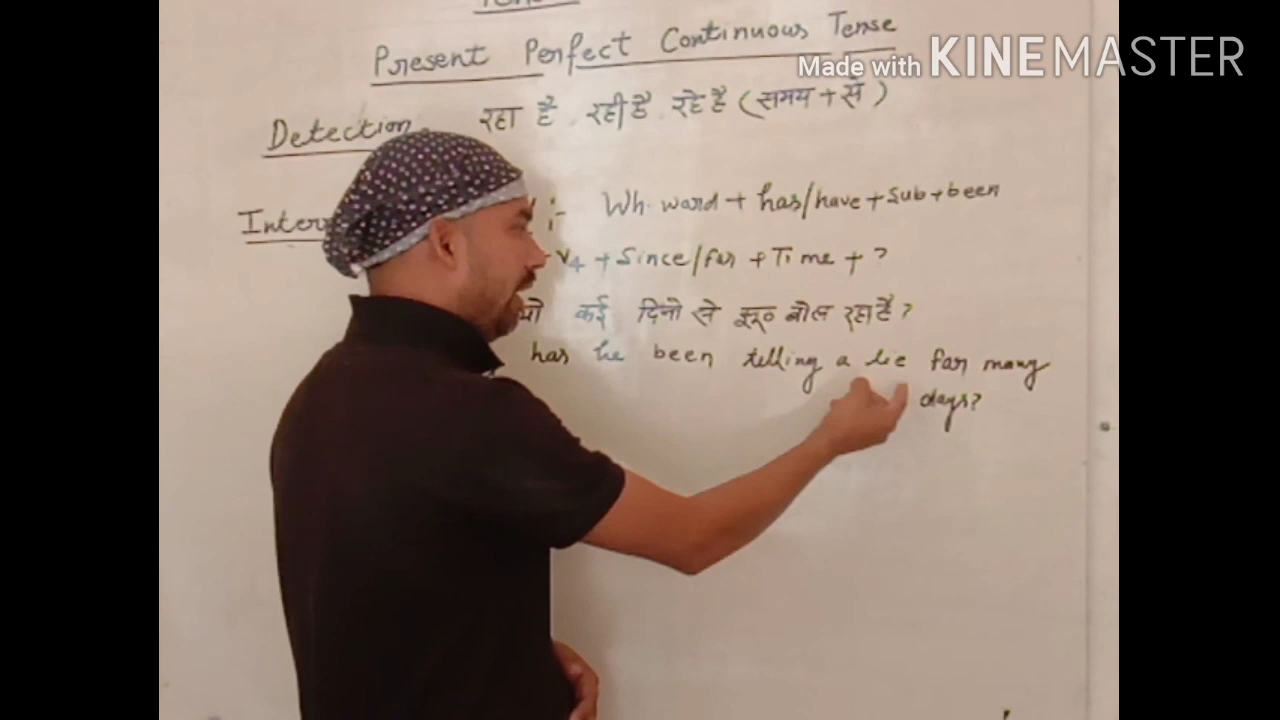 Present Perfect Continuous Tense
Made with KINEMASTER
Detection रहा है . रही है . रहे है (समय + से )
:- Wh. word + has/have + sub + been
V4 + Since/for + Time + ?
कई दिनो से झूठ बोल रहा है ?
has he been telling a lie for many
days?